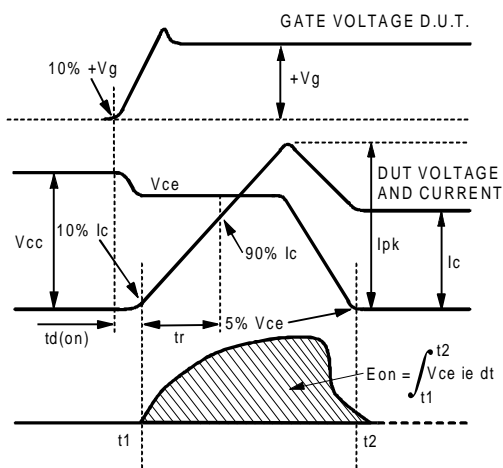 GATE VOLTAGE D.U.T.
10% +Vg
+Vg
Vce
DUT VOLTAGE
AND CURRENT
Vcc
10% Ic
90% Ic
Ipk
Ic
td(on)
tr
5% Vce
Eon = ∫ Vce ie dt
t2
t1
t1
t2